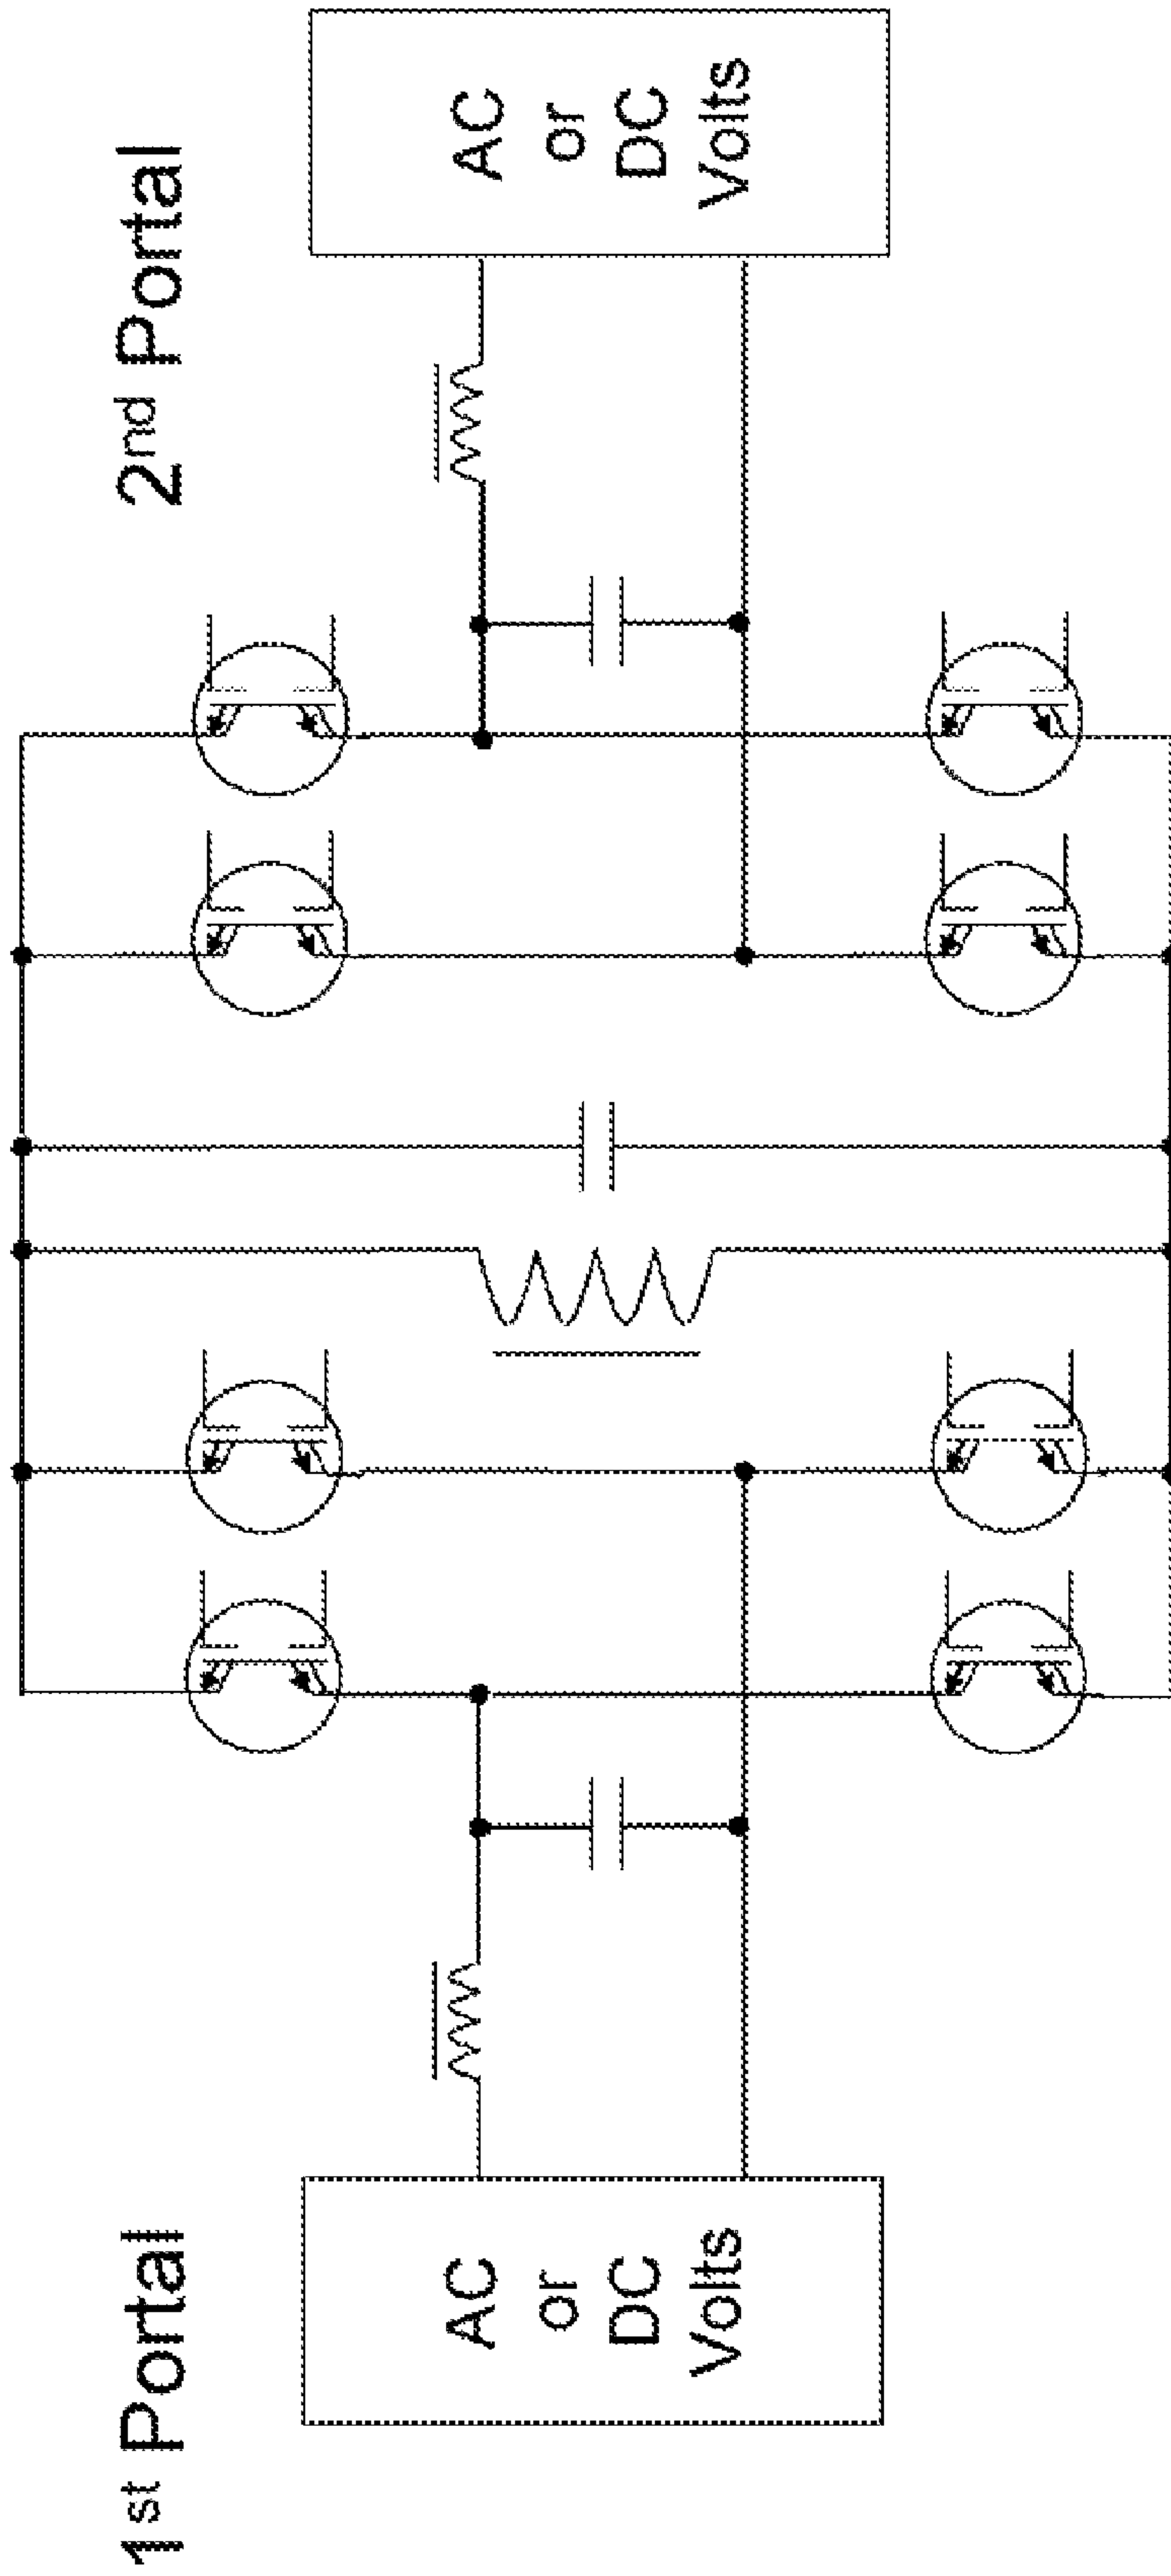 1st Portal
AC
or
DC
Volts
2nd Portal
AC
or
DC
Volts